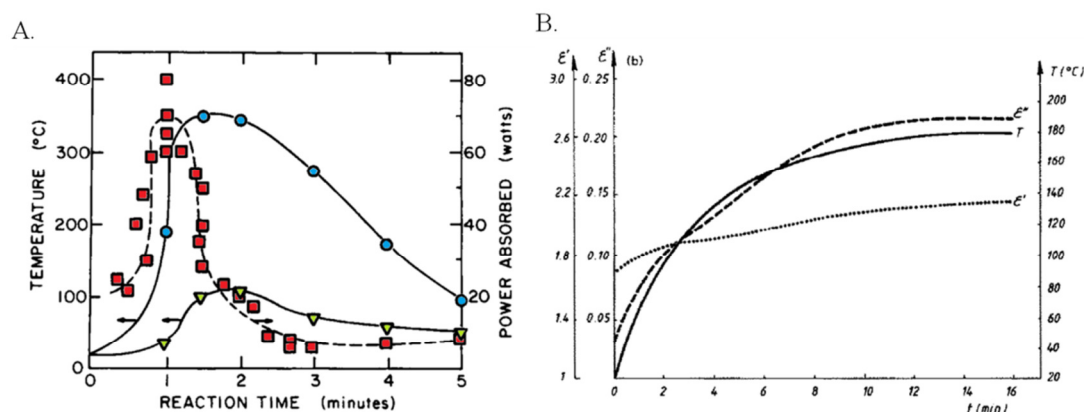 A.
TEMPERATURE (°C)
400
300
200
100
0
80
60
40
20
POWER ABSORBED (watts)
0 1 2 3 4 5
REACTION TIME (minutes)
B.
ε' ε" (b) T (°C)
3.0 0.25
2.6 0.20
2.2 0.15
1.8 0.10
1.4 0.05
1
200
180
160
140
120
100
80
60
40
20
ε"
T
ε'
0 2 4 6 8 10 12 14 16
t (min)